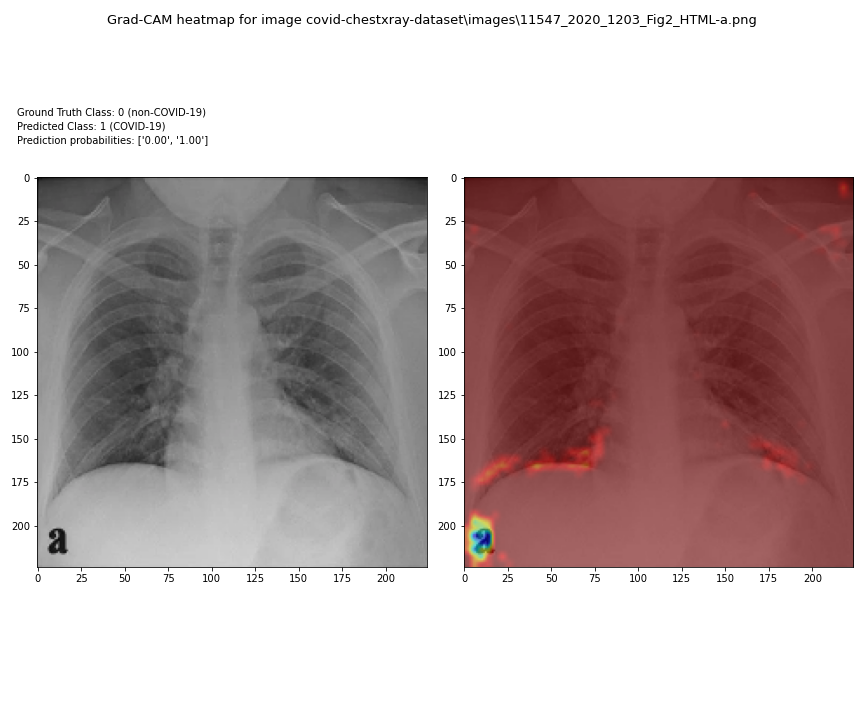 Grad-CAM heatmap for image covid-chestxray-dataset\images\11547_2020_1203_Fig2_HTML-a.png
Ground Truth Class: 0 (non-COVID-19)
Predicted Class: 1 (COVID-19)
Prediction probabilities: ['0.00', '1.00']
0
25
50
75
100
125
150
175
200
a
0 25 50 75 100 125 150 175 200
0
25
50
75
100
125
150
175
200
a
0 25 50 75 100 125 150 175 200